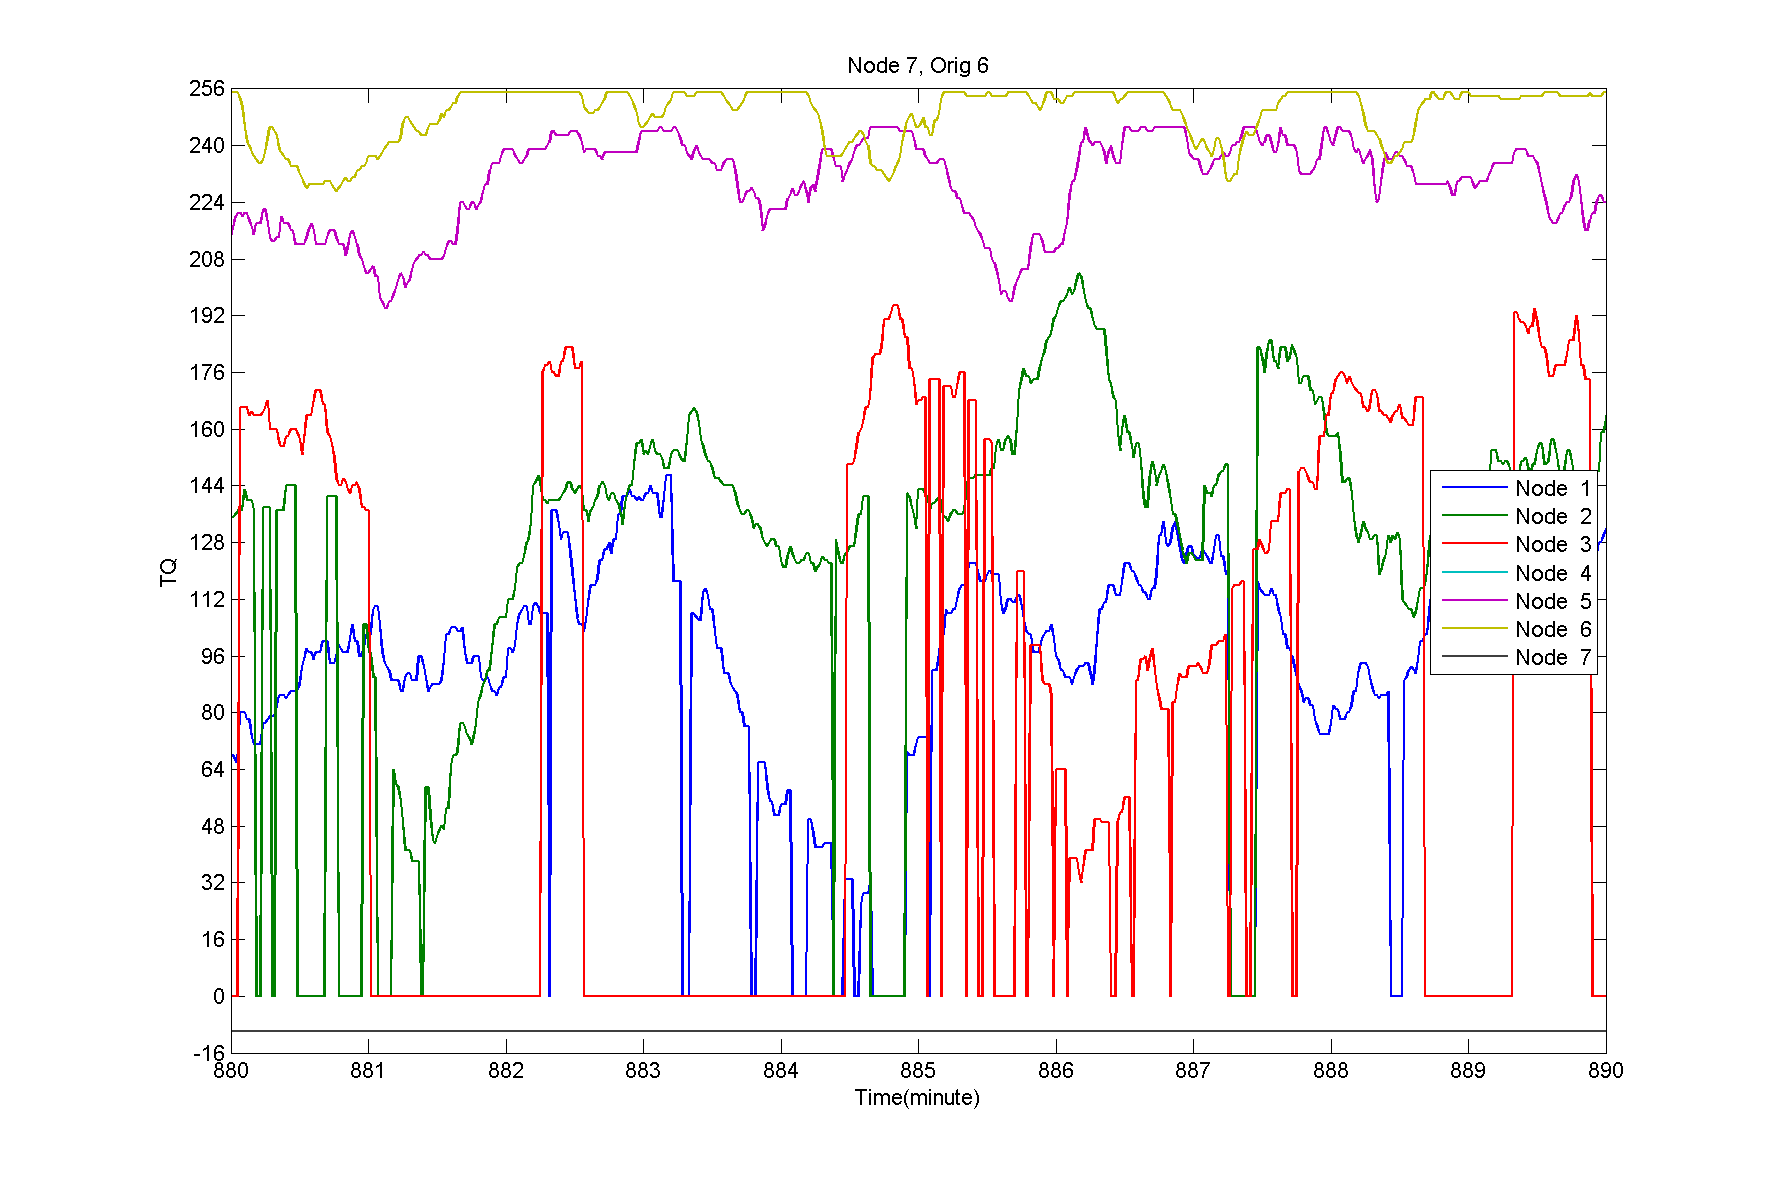 Node 7, Orig 6
256
240
224
208
192
176
160
144
128
112
96
80
64
48
32
16
0
-16
TQ
Node 1
Node 2
Node 3
Node 4
Node 5
Node 6
Node 7
880 881 882 883 884 885 886 887 888 889 890
Time(minute)